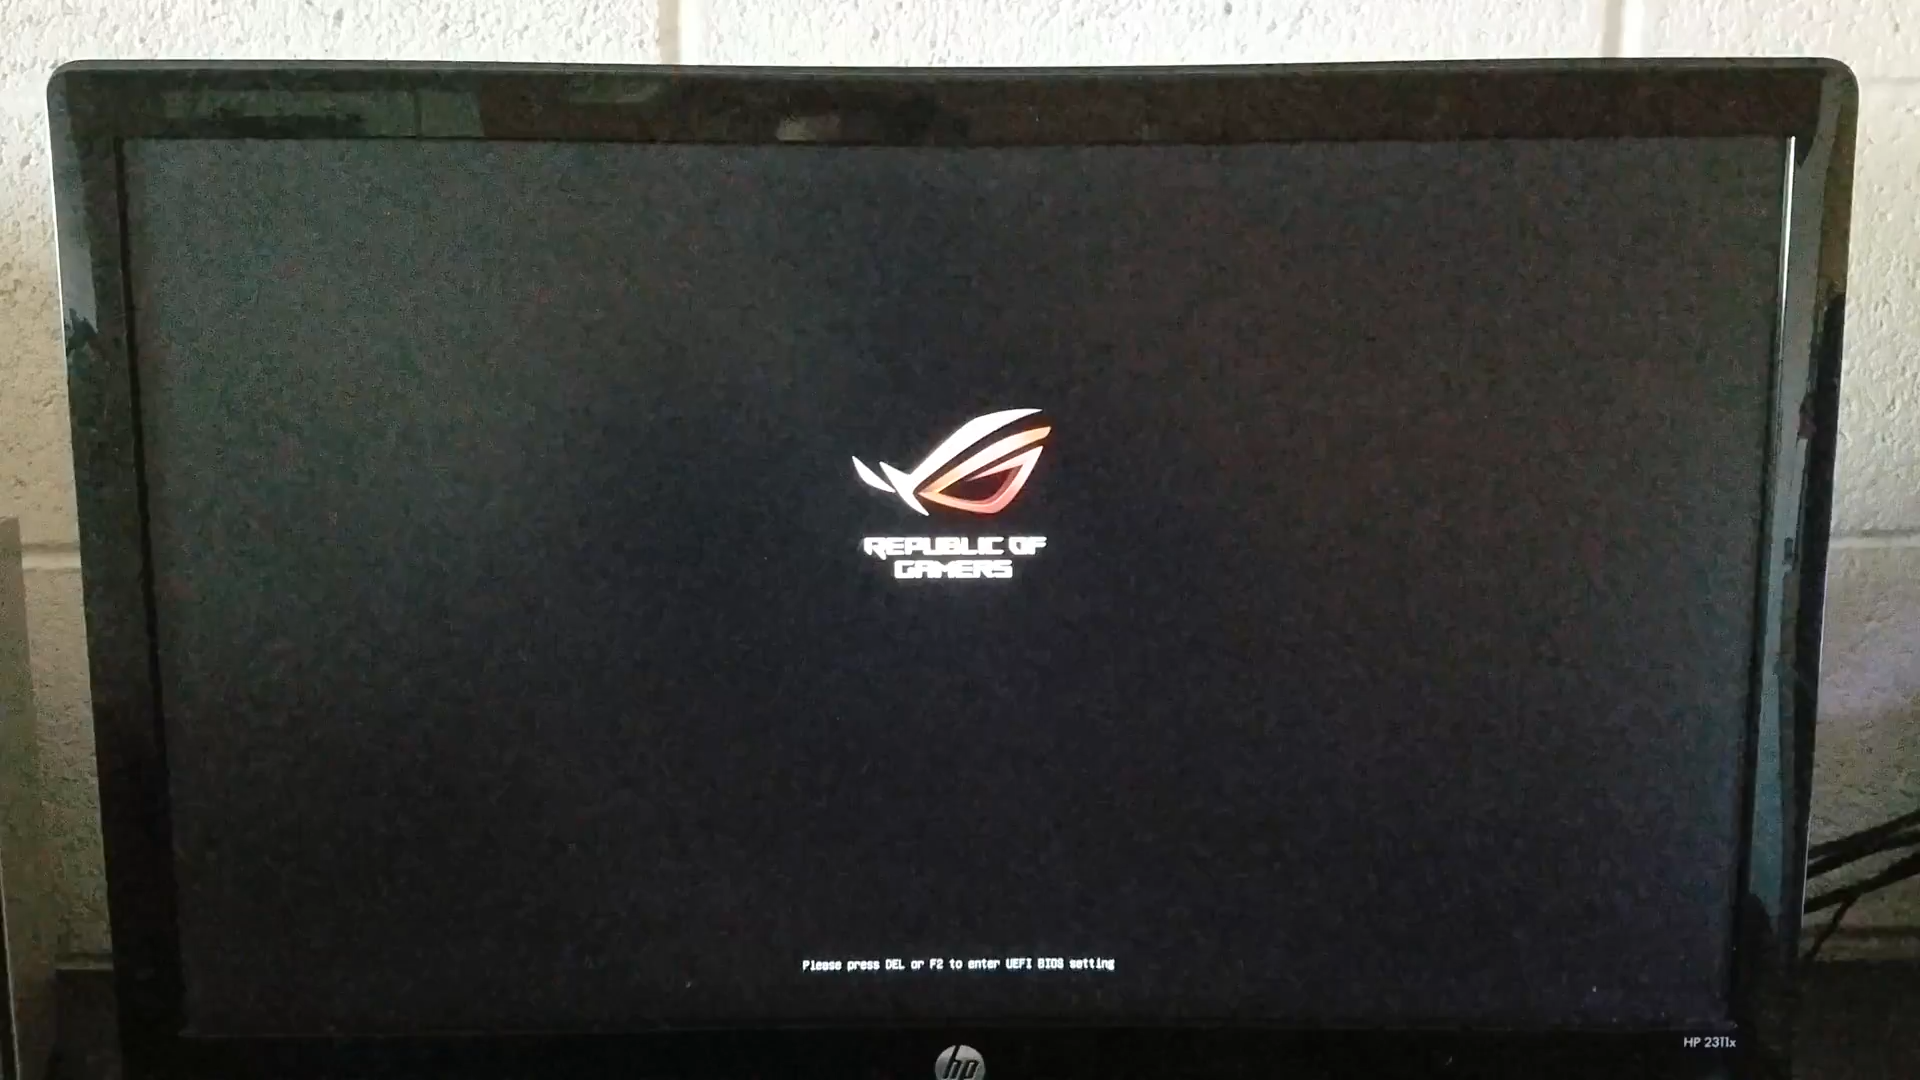 REPUBLIC OF
GAMERS
Please press DEL or F2 to enter UEFI BIOS setting
HP 2311x
hp